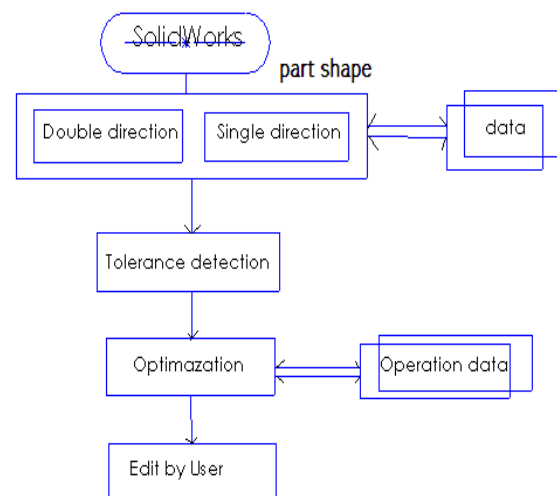 SolidWorks
part shape
Double direction
Single direction
data
Tolerance detection
Optimazation
Operation data
Edit by User